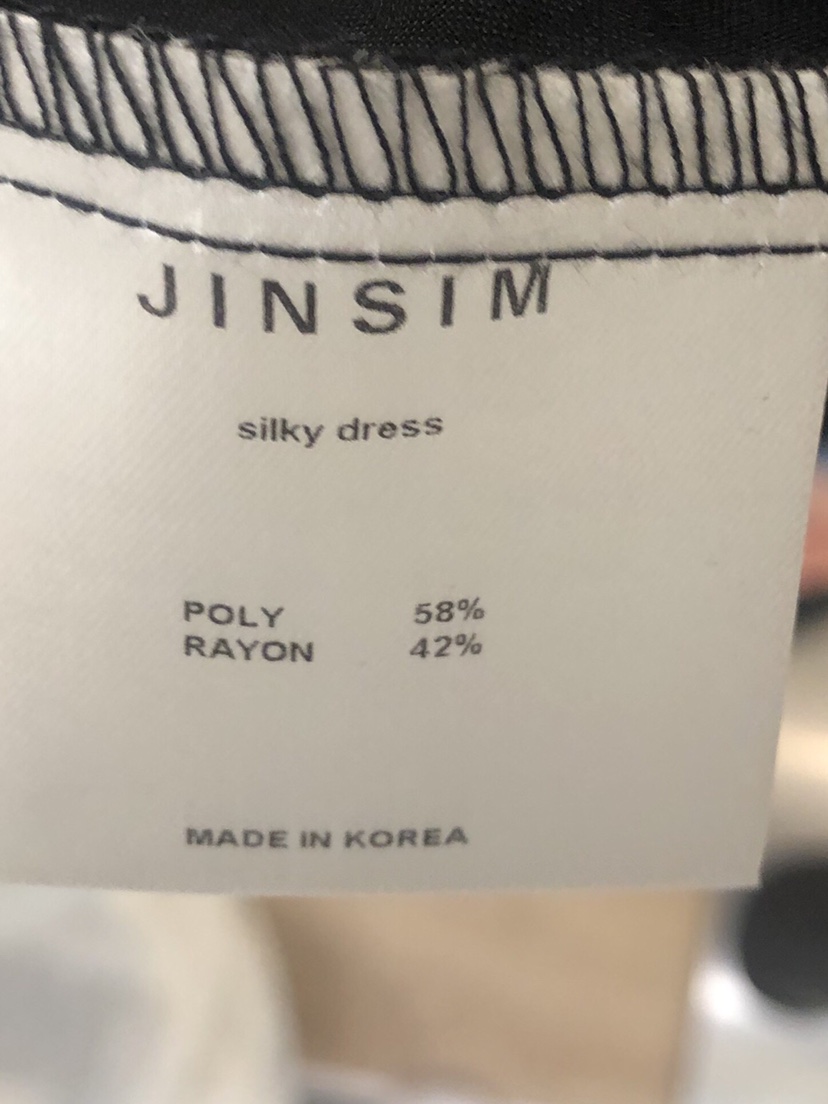 JINSIM
silky dress
POLY 58%
RAYON 42%
MADE IN KOREA